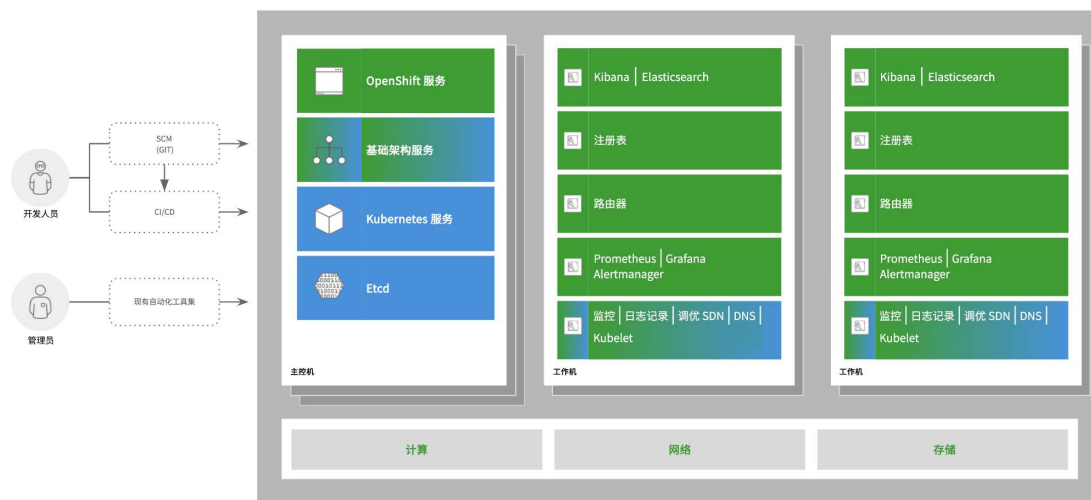 SCM
(GIT)
CI/CD
开发人员
现有自动化工具集
管理员
OpenShift 服务
基础架构服务
Kubernetes 服务
Etcd
主控机
Kibana | Elasticsearch
注册表
路由器
Prometheus | Grafana
Alertmanager
监控 | 日志记录 | 调优 SDN | DNS |
Kubelet
工作机
Kibana | Elasticsearch
注册表
路由器
Prometheus | Grafana
Alertmanager
监控 | 日志记录 | 调优 SDN | DNS |
Kubelet
工作机
计算
网络
存储